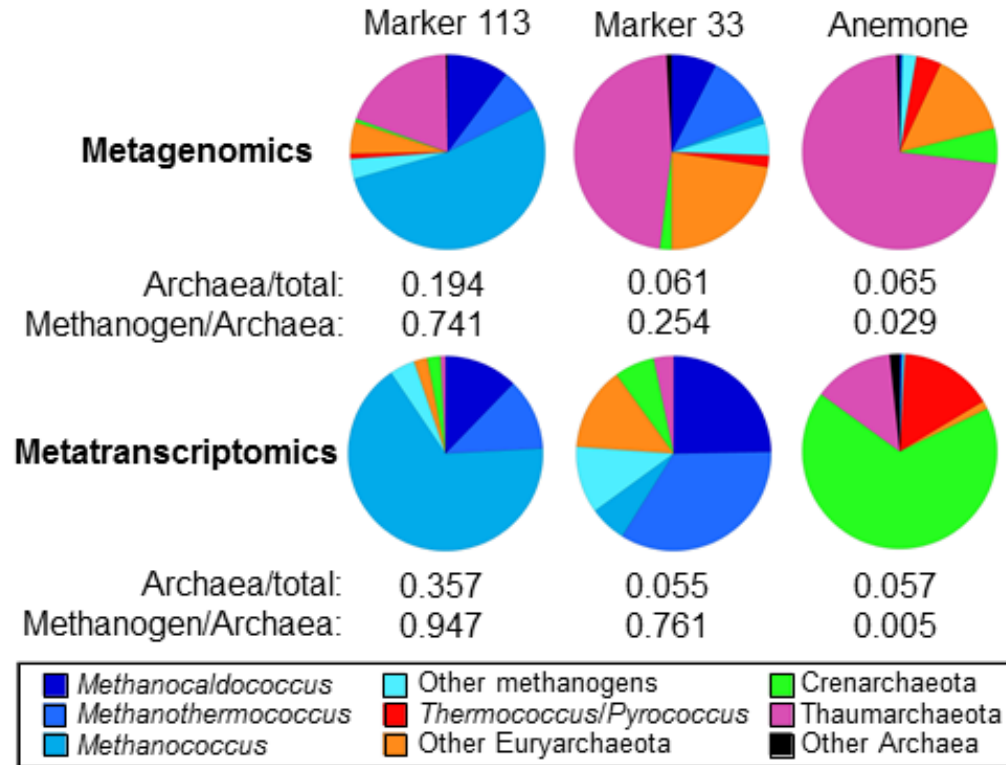 Marker 113 Marker 33 Anemone
Metagenomics
Archaea/total: 0.194 0.061 0.065
Methanogen/Archaea: 0.741 0.254 0.029
Metatranscriptomics
Archaea/total: 0.357 0.055 0.057
Methanogen/Archaea: 0.947 0.761 0.005
Methanocaldococcus Other methanogens Crenarchaeota
Methanothermococcus Thermococcus/Pyrococcus Thaumarchaeota
Methanococcus Other Euryarchaeota Other Archaea